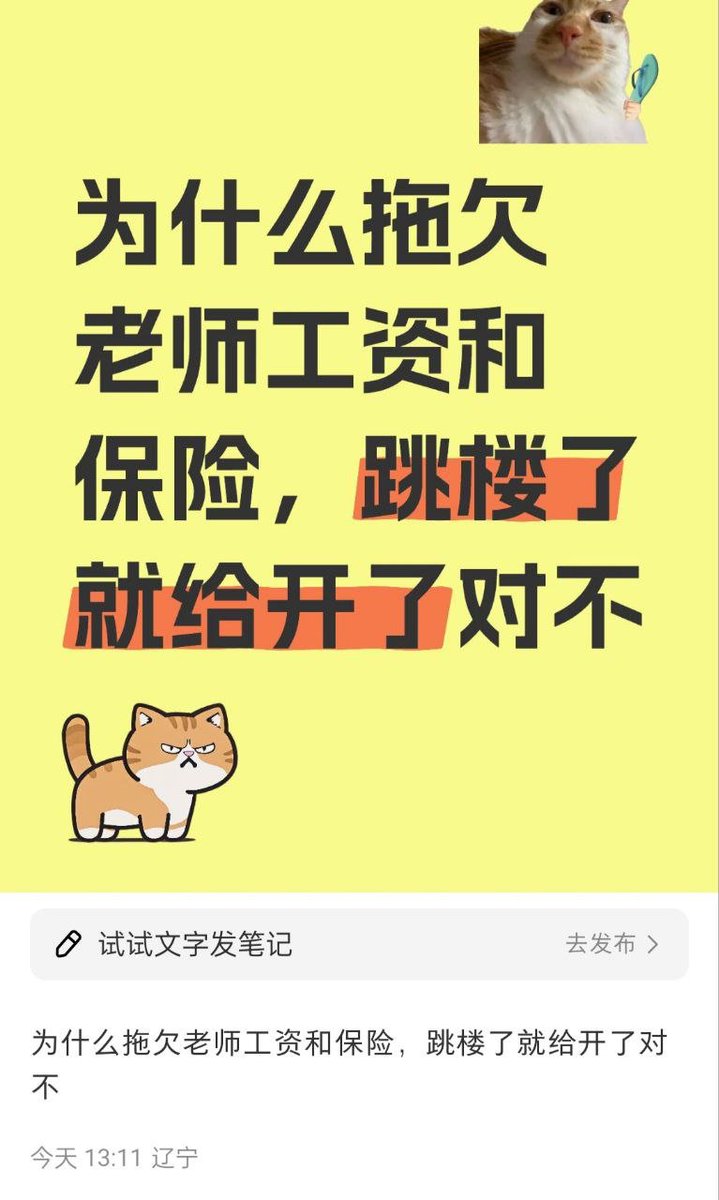 为什么拖欠
老师工资和
保险，跳楼了
就给开了对不
试试文字发笔记
去发布
为什么拖欠老师工资和保险，跳楼了就给开了对
不
今天 13:11 辽宁